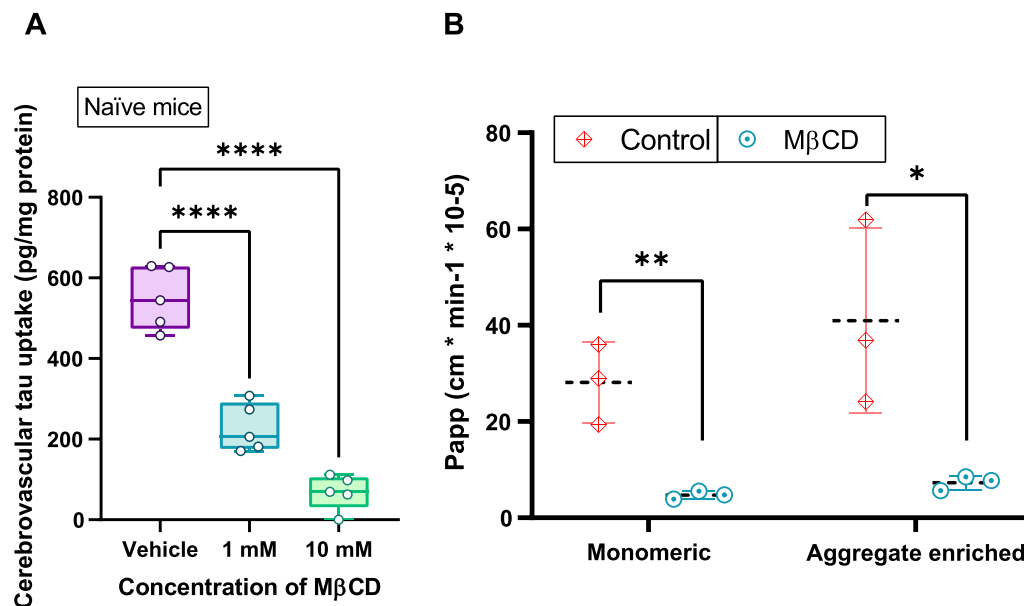 A
Naïve mice
****
****
Cerebrovascular tau uptake (pg/mg protein)
800
600
400
200
0
Vehicle 1 mM 10 mM
Concentration of MβCD
B
Control MβCD
**
*
Papp (cm * min-1 * 10-5)
80
60
40
20
0
Monomeric Aggregate enriched